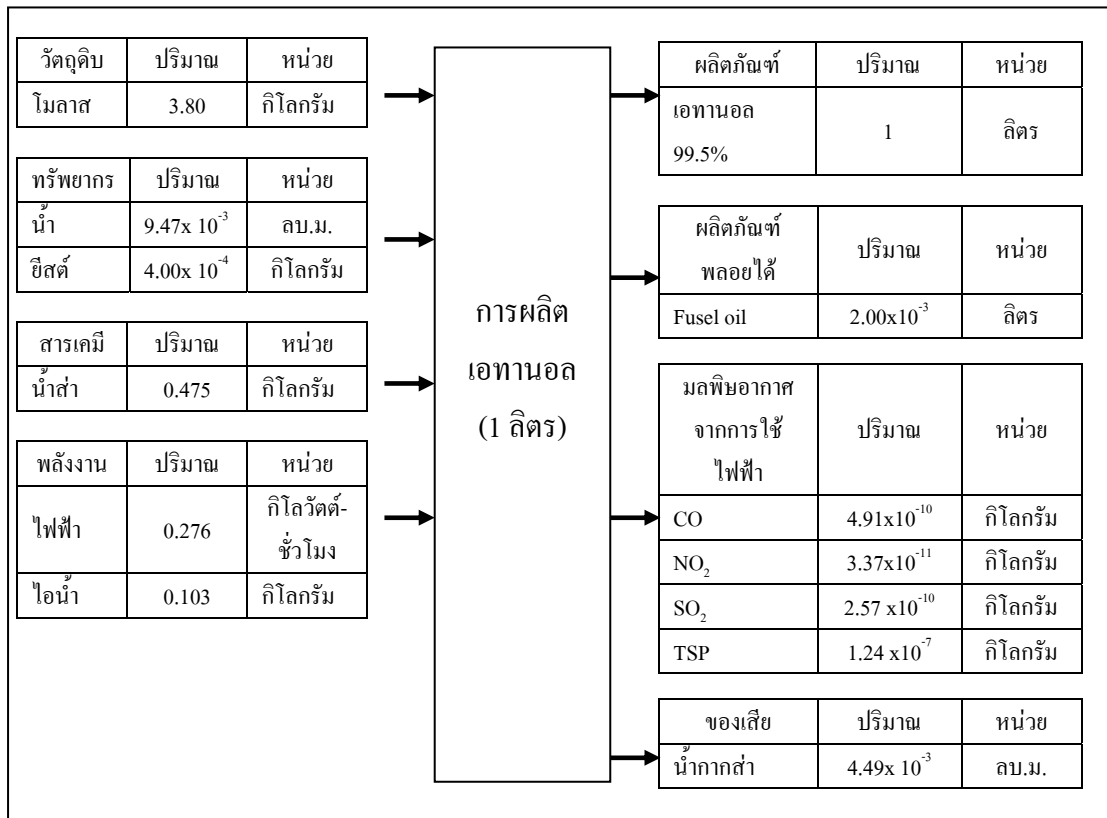 วัตถุดิบ ปริมาณ หน่วย
โมลาส 3.80 กิโลกรัม
ทรัพยากร ปริมาณ หน่วย
น้ำ 9.47x 10⁻³ ลบ.ม.
ยีสต์ 4.00x 10⁻⁴ กิโลกรัม
สารเคมี ปริมาณ หน่วย
น้ำส่า 0.475 กิโลกรัม
พลังงาน ปริมาณ หน่วย
ไฟฟ้า 0.276 กิโลวัตต์-
ชั่วโมง
ไอน้ำ 0.103 กิโลกรัม
การผลิต
เอทานอล
(1 ลิตร)
ผลิตภัณฑ์ ปริมาณ หน่วย
เอทานอล
99.5% 1 ลิตร
ผลิตภัณฑ์
พลอยได้ ปริมาณ หน่วย
Fusel oil 2.00x10⁻³ ลิตร
มลพิษอากาศ
จากการใช้ ปริมาณ หน่วย
ไฟฟ้า
CO 4.91x10⁻¹⁰ กิโลกรัม
NO₂ 3.37x10⁻¹¹ กิโลกรัม
SO₂ 2.57 x10⁻¹⁰ กิโลกรัม
TSP 1.24 x10⁻⁷ กิโลกรัม
ของเสีย ปริมาณ หน่วย
น้ำกากส่า 4.49x 10⁻³ ลบ.ม.